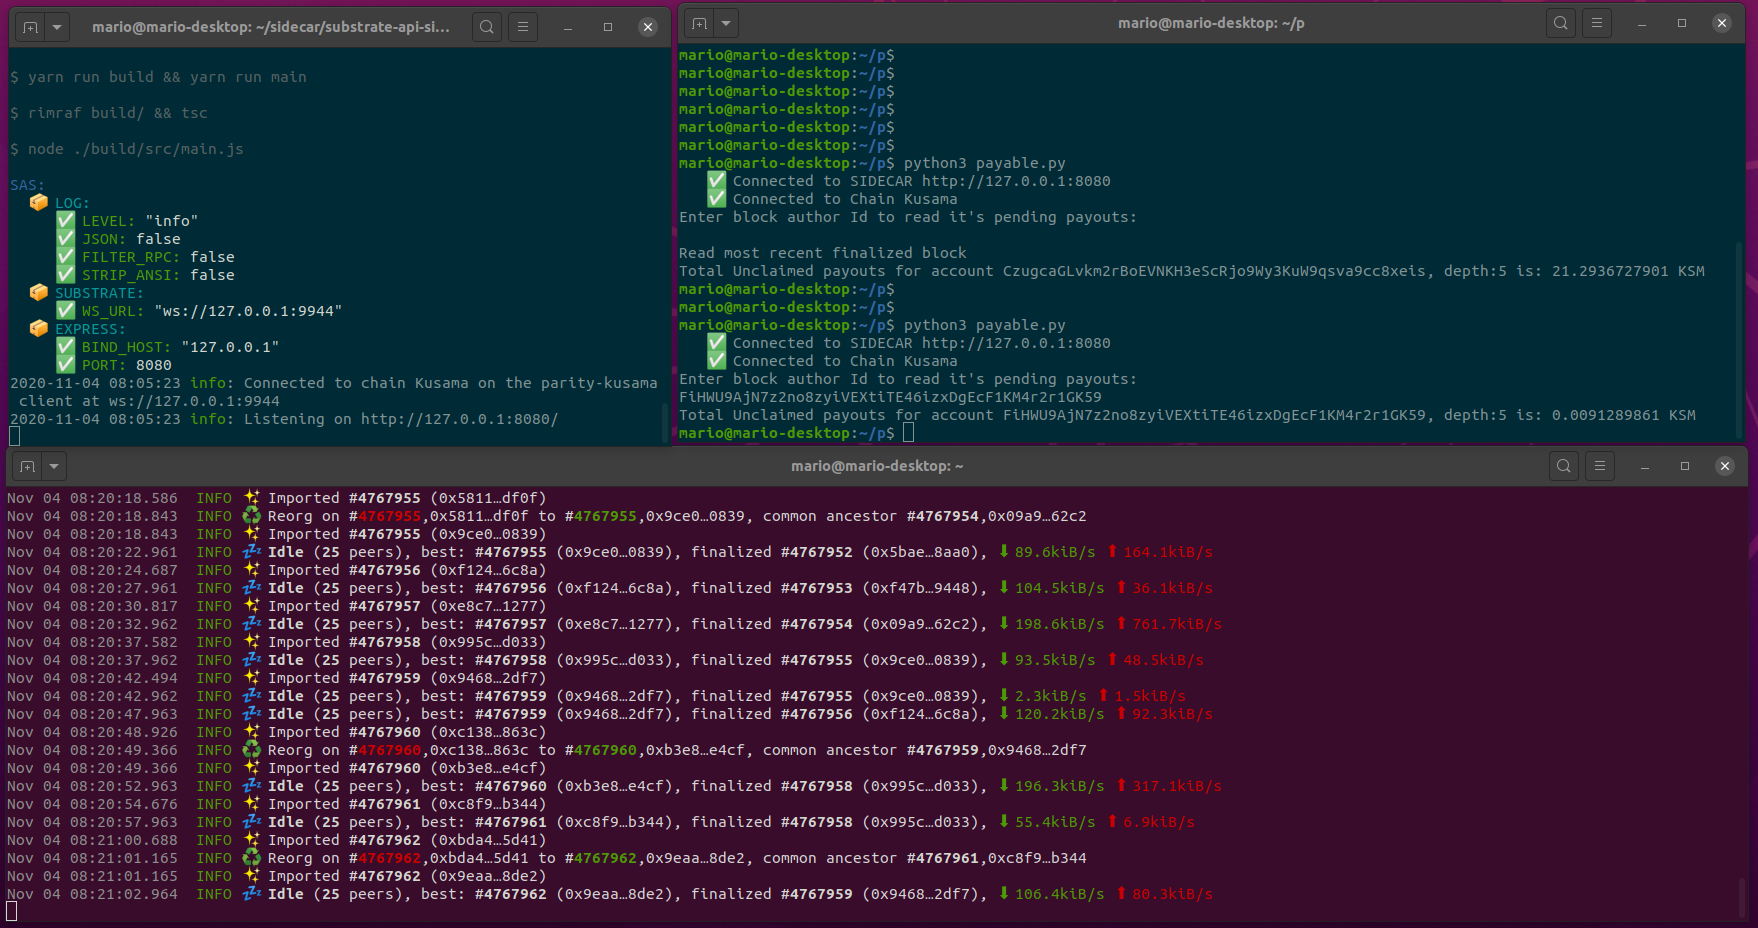 mario@mario-desktop: ~/sidecar/substrate-api-si...
$ yarn run build && yarn run main
$ rimraf build/ && tsc
$ node ./build/src/main.js
SAS:
📦 LOG:
✅ LEVEL: "info"
✅ JSON: false
✅ FILTER_RPC: false
✅ STRIP_ANSI: false
📦 SUBSTRATE:
✅ WS_URL: "ws://127.0.0.1:9944"
📦 EXPRESS:
✅ BIND_HOST: "127.0.0.1"
✅ PORT: 8080
2020-11-04 08:05:23 info: Connected to chain Kusama on the parity-kusama
client at ws://127.0.0.1:9944
2020-11-04 08:05:23 info: Listening on http://127.0.0.1:8080/
mario@mario-desktop: ~/p
mario@mario-desktop:~/p$
mario@mario-desktop:~/p$
mario@mario-desktop:~/p$
mario@mario-desktop:~/p$
mario@mario-desktop:~/p$
mario@mario-desktop:~/p$
mario@mario-desktop:~/p$ python3 payable.py
✅ Connected to SIDECAR http://127.0.0.1:8080
✅ Connected to Chain Kusama
Enter block author Id to read it's pending payouts:
Read most recent finalized block
Total Unclaimed payouts for account CzugcaGLvkm2rBoEVNKH3eScRjo9Wy3KuW9qsva9cc8xeis, depth:5 is: 21.2936727901 KSM
mario@mario-desktop:~/p$
mario@mario-desktop:~/p$
mario@mario-desktop:~/p$ python3 payable.py
✅ Connected to SIDECAR http://127.0.0.1:8080
✅ Connected to Chain Kusama
Enter block author Id to read it's pending payouts:
FiHWU9AjN7z2no8zyiVEXtiTE46izxDgEcF1KM4r2r1GK59
Total Unclaimed payouts for account FiHWU9AjN7z2no8zyiVEXtiTE46izxDgEcF1KM4r2r1GK59, depth:5 is: 0.0091289861 KSM
mario@mario-desktop:~/p$
mario@mario-desktop: ~
Nov 04 08:20:18.586 INFO ✨ Imported #4767955 (0x5811…df0f)
Nov 04 08:20:18.843 INFO ♻️ Reorg on #4767955,0x5811…df0f to #4767955,0x9ce0…0839, common ancestor #4767954,0x09a9…62c2
Nov 04 08:20:18.843 INFO ✨ Imported #4767955 (0x9ce0…0839)
Nov 04 08:20:22.961 INFO 💤 Idle (25 peers), best: #4767955 (0x9ce0…0839), finalized #4767952 (0x5bae…8aa0), ⬇ 89.6kiB/s ⬆ 164.1kiB/s
Nov 04 08:20:24.687 INFO ✨ Imported #4767956 (0xf124…6c8a)
Nov 04 08:20:27.961 INFO 💤 Idle (25 peers), best: #4767956 (0xf124…6c8a), finalized #4767953 (0xf47b…9448), ⬇ 104.5kiB/s ⬆ 36.1kiB/s
Nov 04 08:20:30.817 INFO ✨ Imported #4767957 (0xe8c7…1277)
Nov 04 08:20:32.962 INFO 💤 Idle (25 peers), best: #4767957 (0xe8c7…1277), finalized #4767954 (0x09a9…62c2), ⬇ 198.6kiB/s ⬆ 761.7kiB/s
Nov 04 08:20:37.582 INFO ✨ Imported #4767958 (0x995c…d033)
Nov 04 08:20:37.962 INFO 💤 Idle (25 peers), best: #4767958 (0x995c…d033), finalized #4767955 (0x9ce0…0839), ⬇ 93.5kiB/s ⬆ 48.5kiB/s
Nov 04 08:20:42.494 INFO ✨ Imported #4767959 (0x9468…2df7)
Nov 04 08:20:42.962 INFO 💤 Idle (25 peers), best: #4767959 (0x9468…2df7), finalized #4767955 (0x9ce0…0839), ⬇ 2.3kiB/s ⬆ 1.5kiB/s
Nov 04 08:20:47.963 INFO 💤 Idle (25 peers), best: #4767959 (0x9468…2df7), finalized #4767956 (0xf124…6c8a), ⬇ 120.2kiB/s ⬆ 92.3kiB/s
Nov 04 08:20:48.926 INFO ✨ Imported #4767960 (0xc138…863c)
Nov 04 08:20:49.366 INFO ♻️ Reorg on #4767960,0xc138…863c to #4767960,0xb3e8…e4cf, common ancestor #4767959,0x9468…2df7
Nov 04 08:20:49.366 INFO ✨ Imported #4767960 (0xb3e8…e4cf)
Nov 04 08:20:52.963 INFO 💤 Idle (25 peers), best: #4767960 (0xb3e8…e4cf), finalized #4767958 (0x995c…d033), ⬇ 196.3kiB/s ⬆ 317.1kiB/s
Nov 04 08:20:54.676 INFO ✨ Imported #4767961 (0xc8f9…b344)
Nov 04 08:20:57.963 INFO 💤 Idle (25 peers), best: #4767961 (0xc8f9…b344), finalized #4767958 (0x995c…d033), ⬇ 55.4kiB/s ⬆ 6.9kiB/s
Nov 04 08:21:00.688 INFO ✨ Imported #4767962 (0xbda4…5d41)
Nov 04 08:21:01.165 INFO ♻️ Reorg on #4767962,0xbda4…5d41 to #4767962,0x9eaa…8de2, common ancestor #4767961,0xc8f9…b344
Nov 04 08:21:01.165 INFO ✨ Imported #4767962 (0x9eaa…8de2)
Nov 04 08:21:02.964 INFO 💤 Idle (25 peers), best: #4767962 (0x9eaa…8de2), finalized #4767959 (0x9468…2df7), ⬇ 106.4kiB/s ⬆ 80.3kiB/s